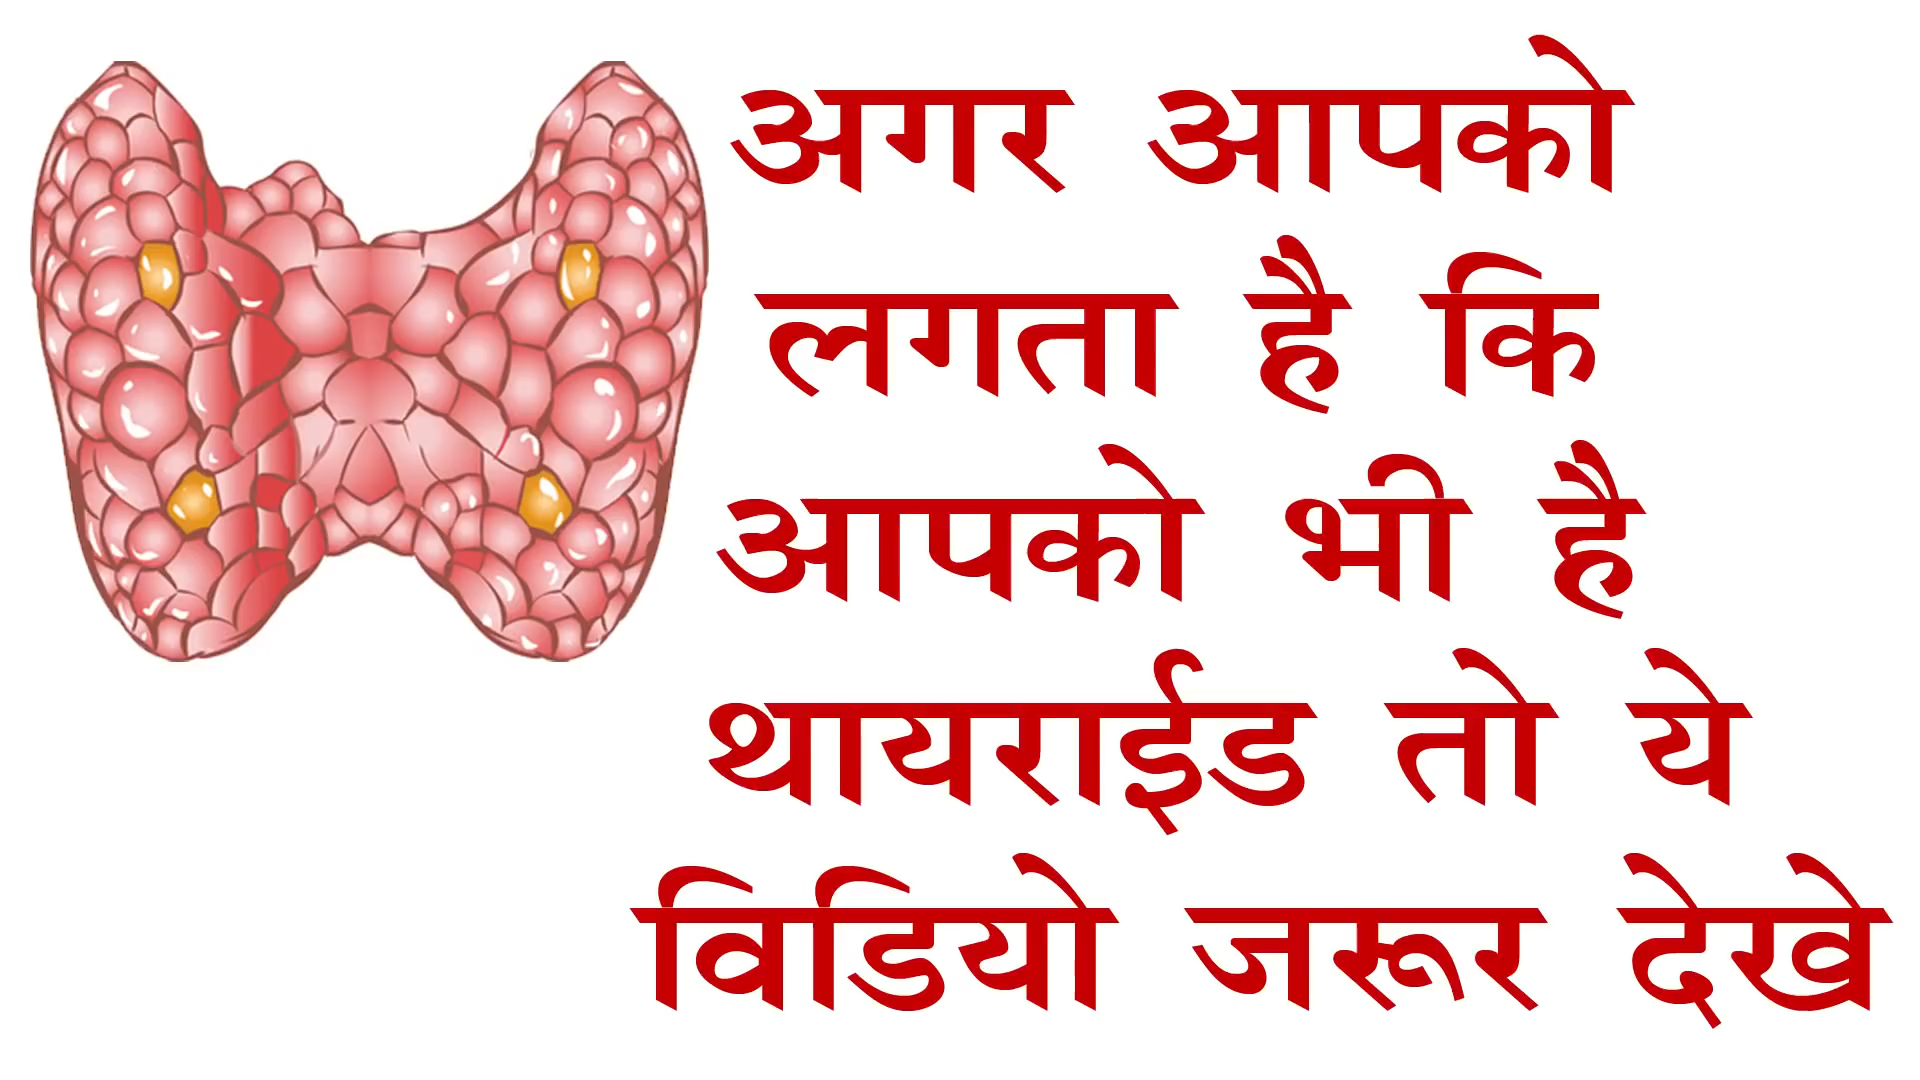 अगर आपको
लगता है कि
आपको भी है
थायराईड तो ये
विडियो जरूर देखे